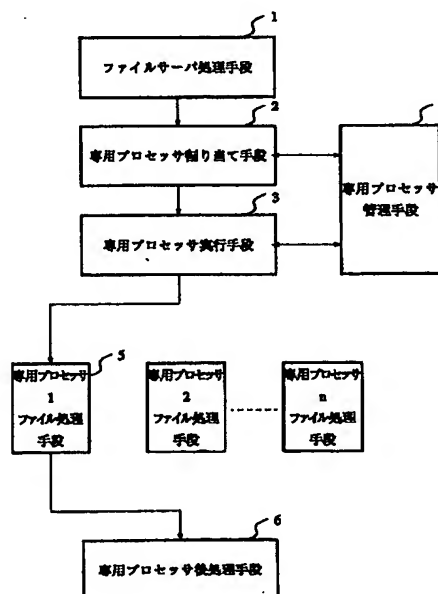 1
ファイルサーバ処理手段
2
専用プロセッサ割り当て手段
専用プロセッサ
管理手段
3
専用プロセッサ実行手段
5
専用プロセッサ
1
ファイル処理
手段
専用プロセッサ
2
ファイル処理
手段
専用プロセッサ
n
ファイル処理
手段
6
専用プロセッサ後処理手段